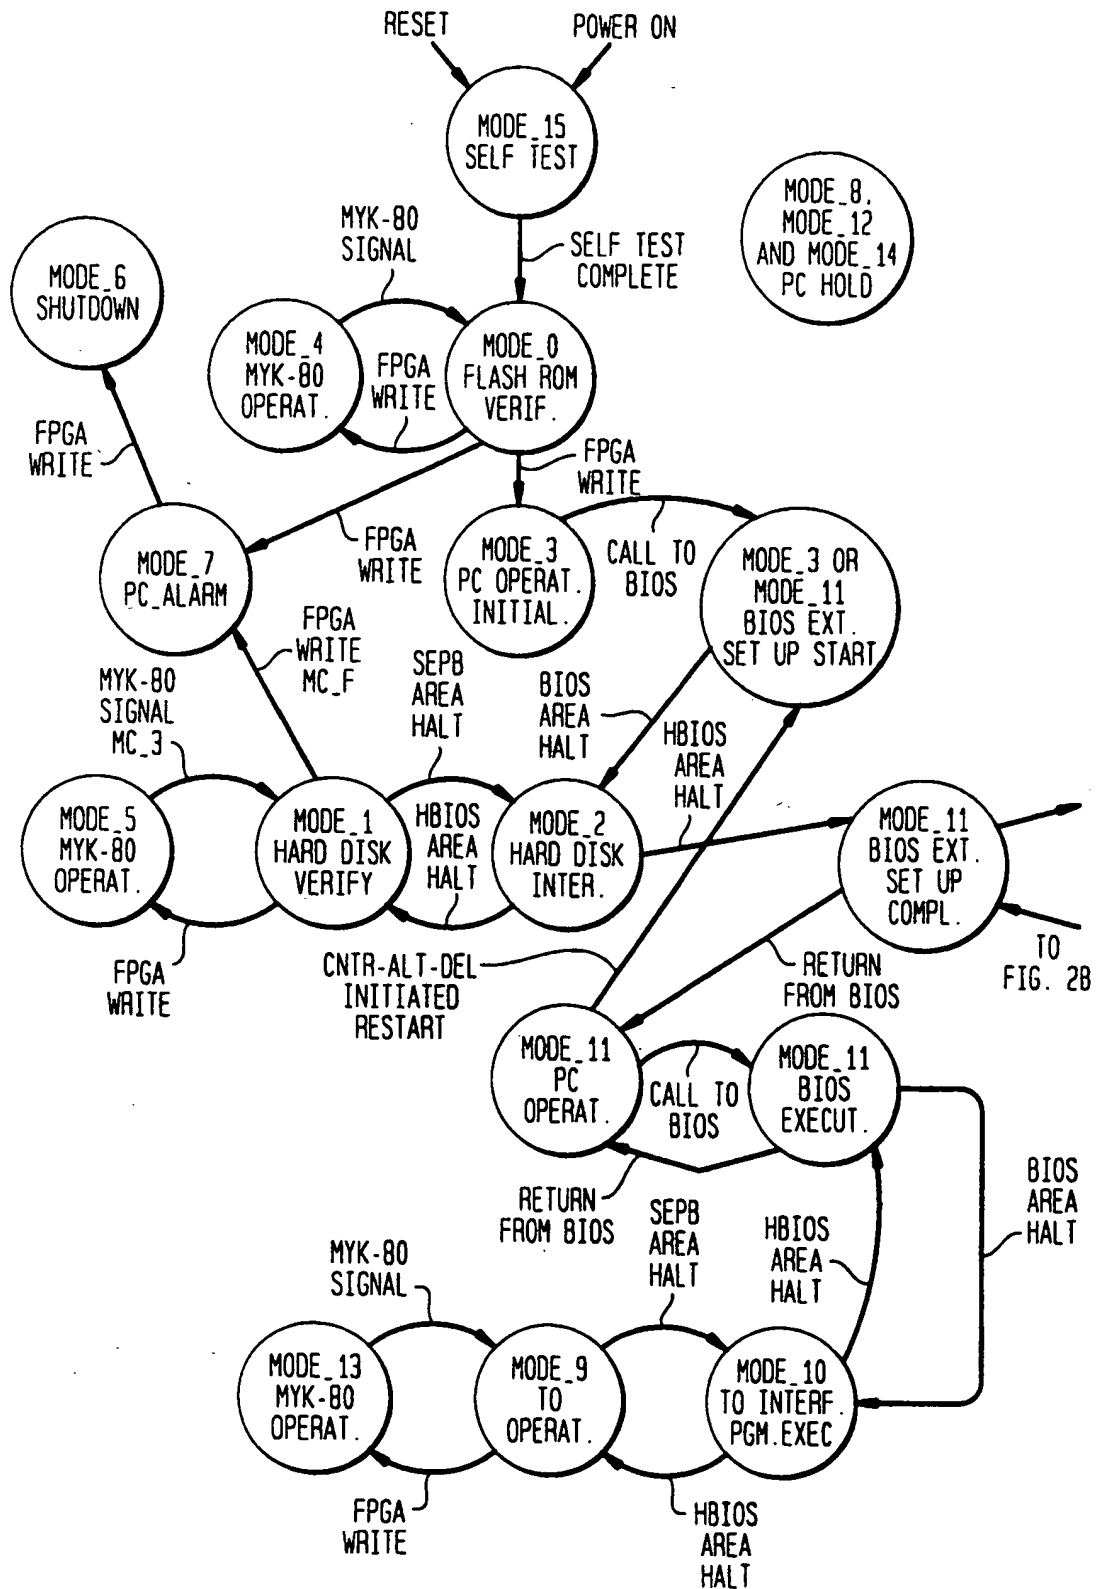 RESET
POWER ON
MODE_15
SELF TEST
MODE_8,
MODE_12
AND MODE_14
PC HOLD
SELF TEST
COMPLETE
MYK-80
SIGNAL
MODE_6
SHUTDOWN
MODE_4
MYK-80
OPERAT.
FPGA
WRITE
MODE_0
FLASH ROM
VERIF.
FPGA
WRITE
FPGA
WRITE
FPGA
WRITE
MODE_7
PC_ALARM
MODE_3
PC OPERAT.
INITIAL.
CALL TO
BIOS
MODE_3 OR
MODE_11
BIOS EXT.
SET UP START
FPGA
WRITE
MC_F
MYK-80
SIGNAL
MC_3
SEPB
AREA
HALT
BIOS
AREA
HALT
HBIOS
AREA
HALT
MODE_5
MYK-80
OPERAT.
MODE_1
HARD DISK
VERIFY
HBIOS
AREA
HALT
MODE_2
HARD DISK
INTER.
MODE_11
BIOS EXT.
SET UP
COMPL.
FPGA
WRITE
CNTR-ALT-DEL
INITIATED
RESTART
RETURN
FROM BIOS
TO
FIG. 2B
MODE_11
PC
OPERAT.
CALL TO
BIOS
MODE_11
BIOS
EXECUT.
RETURN
FROM BIOS
BIOS
AREA
HALT
MYK-80
SIGNAL
SEPB
AREA
HALT
HBIOS
AREA
HALT
MODE_13
MYK-80
OPERAT.
MODE_9
TO
OPERAT.
MODE_10
TO INTERF.
PGM.EXEC
FPGA
WRITE
HBIOS
AREA
HALT